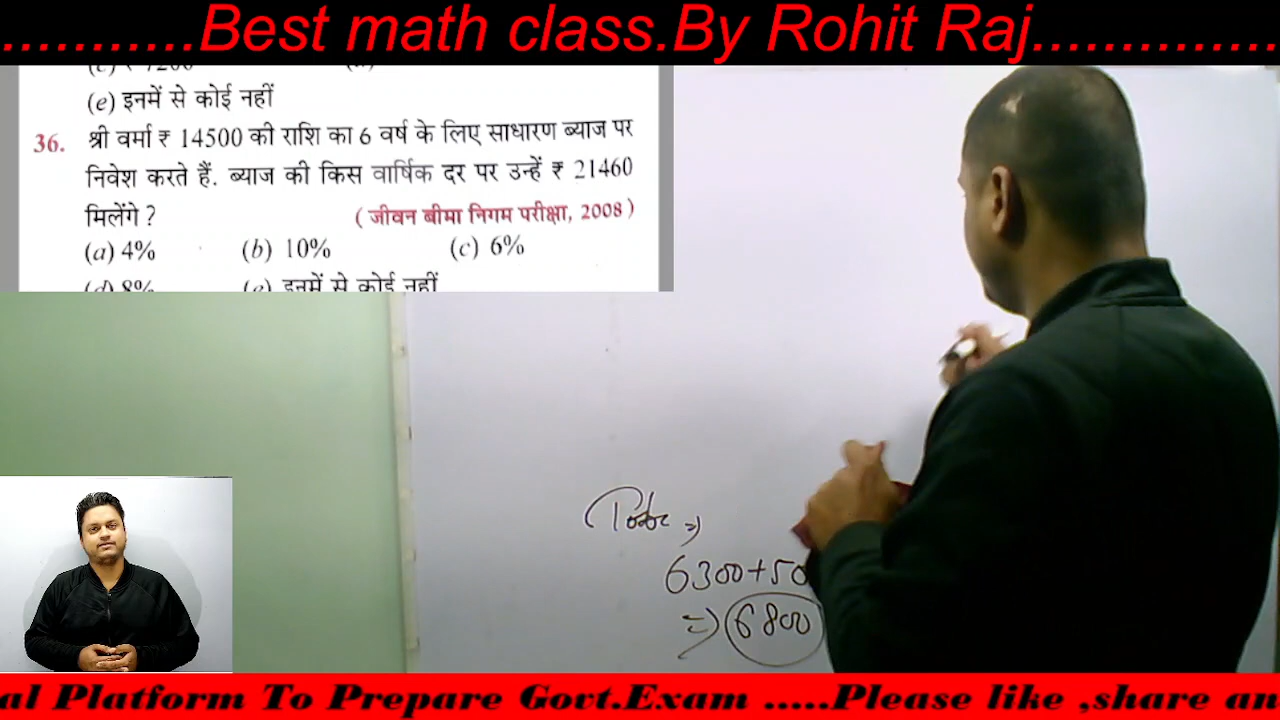 ...........Best math class.By Rohit Raj..............
(e) इनमें से कोई नहीं
36. श्री वर्मा ₹ 14500 की राशि का 6 वर्ष के लिए साधारण ब्याज पर
निवेश करते हैं. ब्याज की किस वार्षिक दर पर उन्हें ₹ 21460
मिलेंगे ? (जीवन बीमा निगम परीक्षा, 2008)
(a) 4% (b) 10% (c) 6%
(d) 8% (e) इनमें से कोई नहीं
6300+50
=) 6800
al Platform To Prepare Govt.Exam .....Please like ,share an